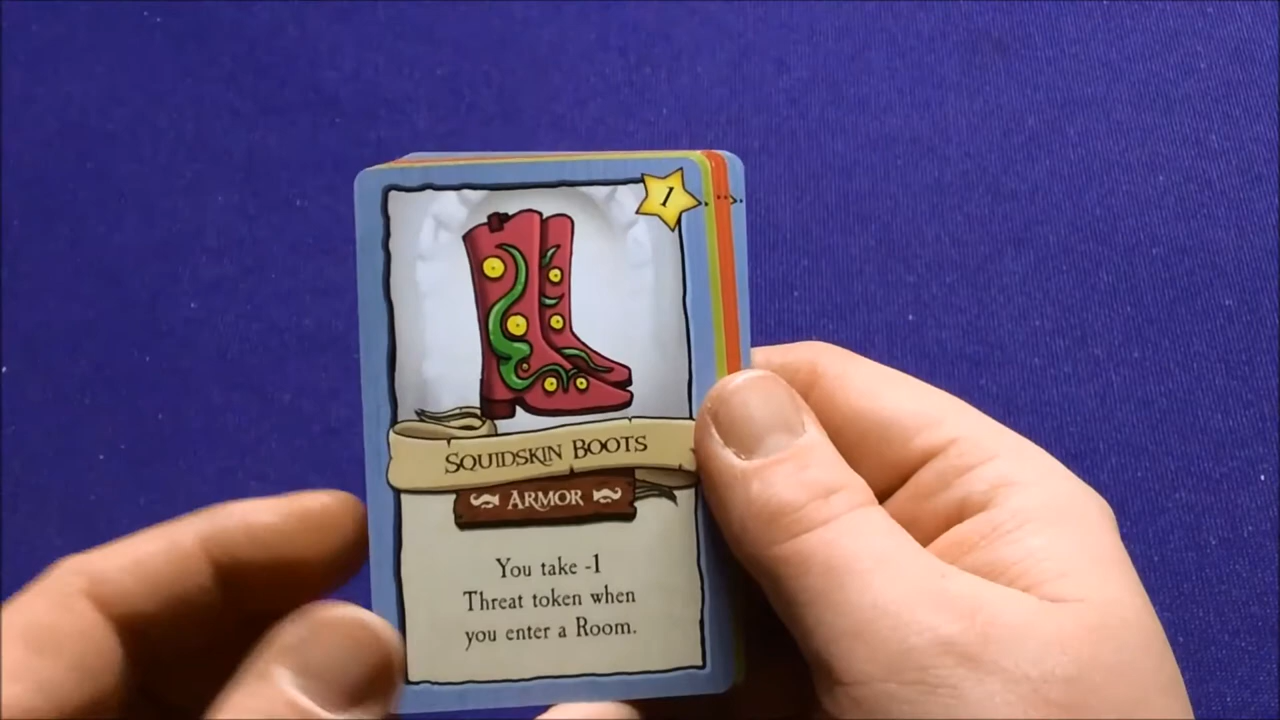 1
SQUIDSKIN BOOTS
ARMOR
You take -1
Threat token when
you enter a Room.